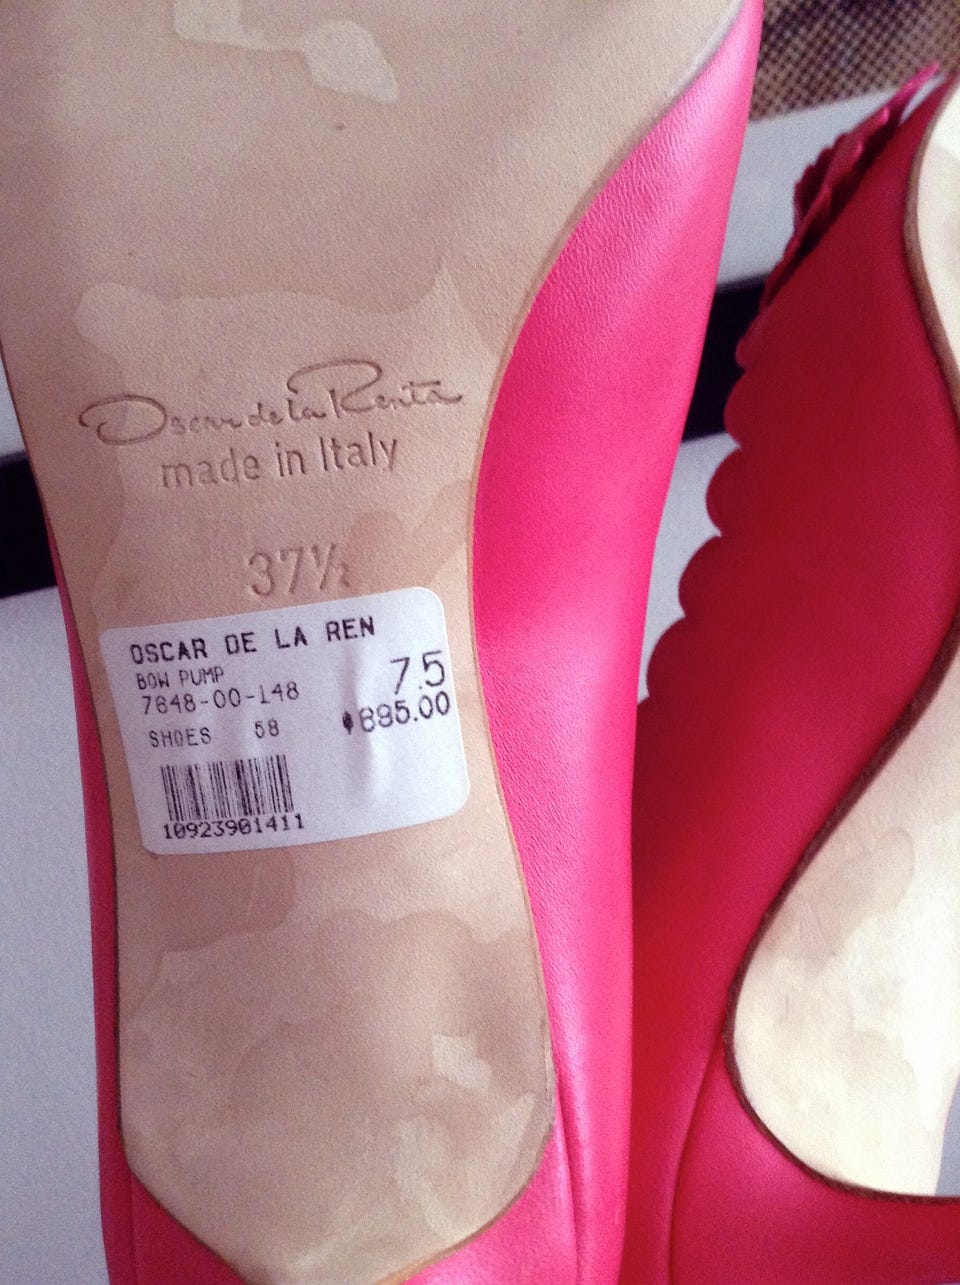 Oscar de la Renta
made in Italy
37½
OSCAR DE LA REN
BOW PUMP 7.5
7648-00-148
SHOES 58 $895.00
10923901411